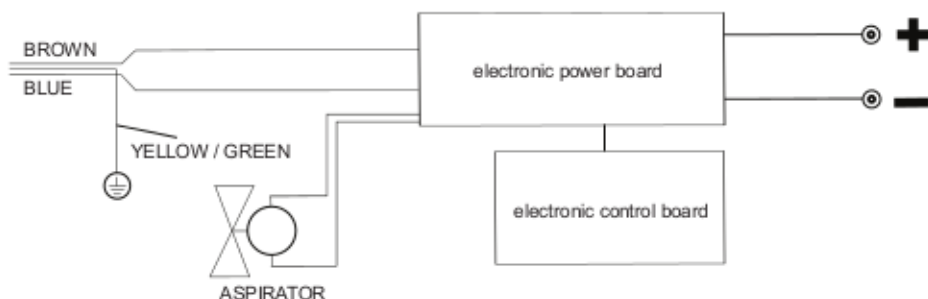 BROWN
BLUE
YELLOW / GREEN
ASPIRATOR
electronic power board
electronic control board
+
−